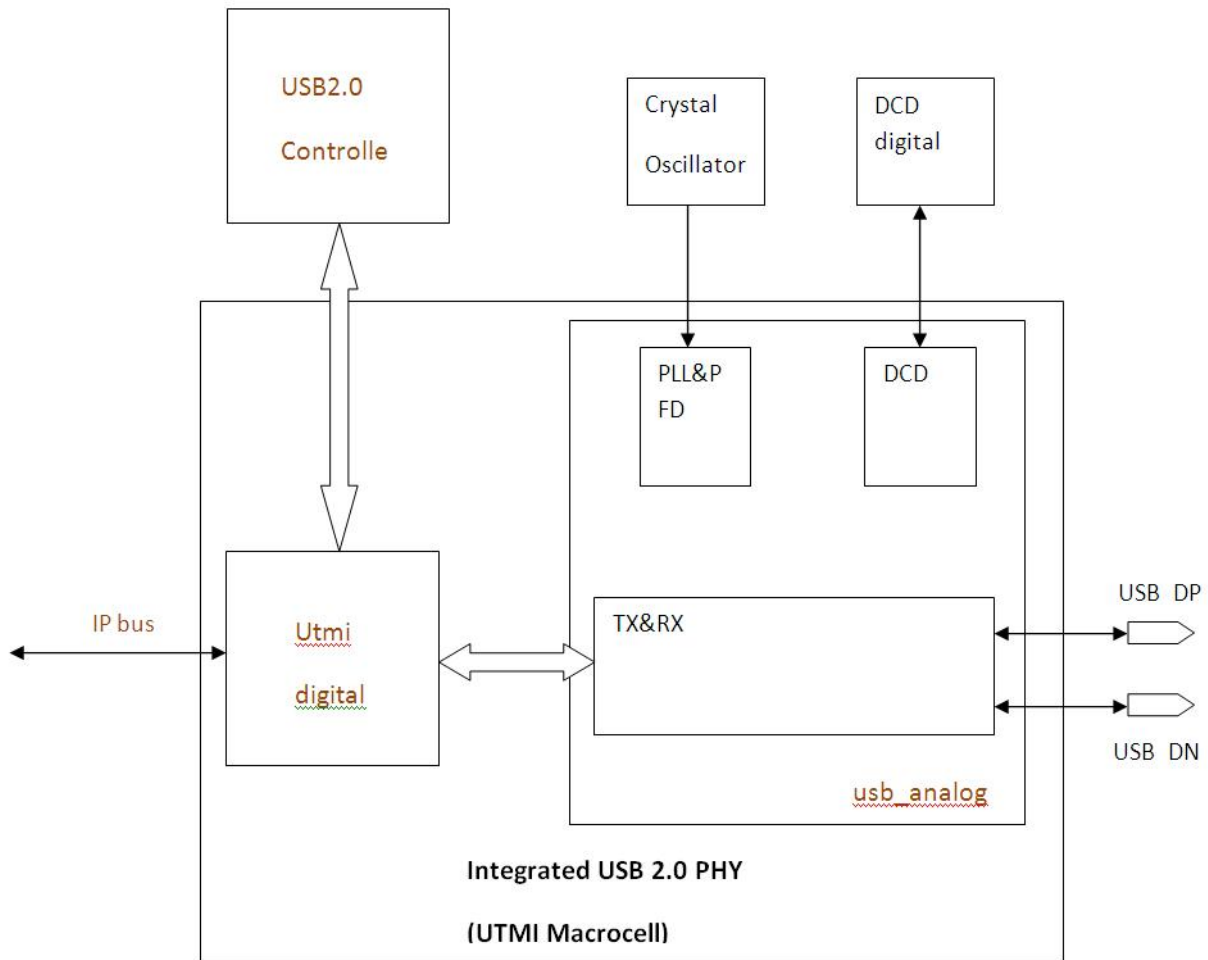 USB2.0
Controlle
Crystal
Oscillator
DCD
digital
PLL&P
FD
DCD
IP bus
Utmi
digital
TX&RX
USB DP
USB DN
usb_analog
Integrated USB 2.0 PHY
(UTMI Macrocell)